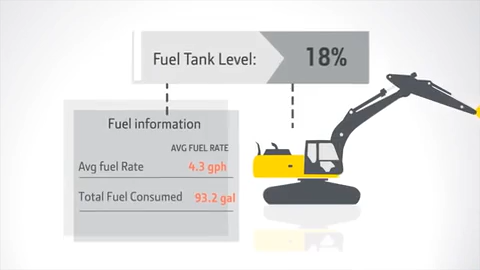 Fuel Tank Level: 18%
Fuel information
AVG FUEL RATE
Avg fuel Rate 4.3 gph
Total Fuel Consumed 93.2 gal